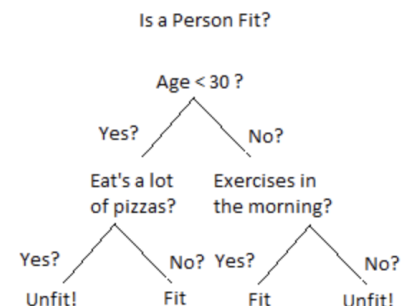 Is a Person Fit?
Age < 30 ?
Yes?
No?
Eat's a lot
of pizzas?
Exercises in
the morning?
Yes?
No?
Yes?
No?
Unfit!
Fit
Fit
Unfit!